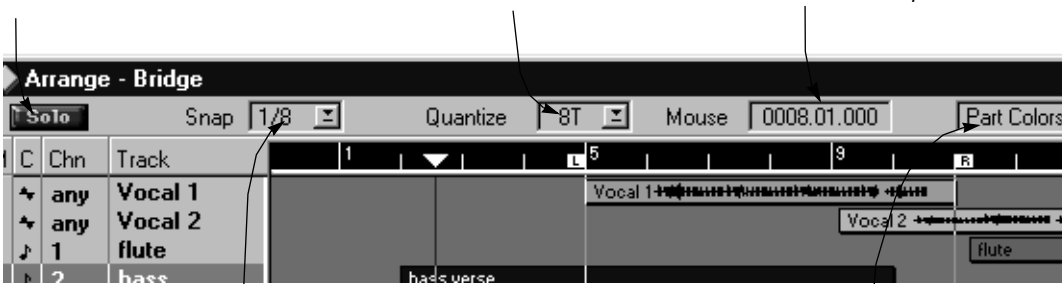 Arrange - Bridge
Solo Snap 1/8 Quantize 8T Mouse 0008.01.000 Part Colors
C Chn Track 1 L 5 9 R
any Vocal 1 Vocal 1
any Vocal 2 Vocal 2
1 flute flute
2 bass bass verse